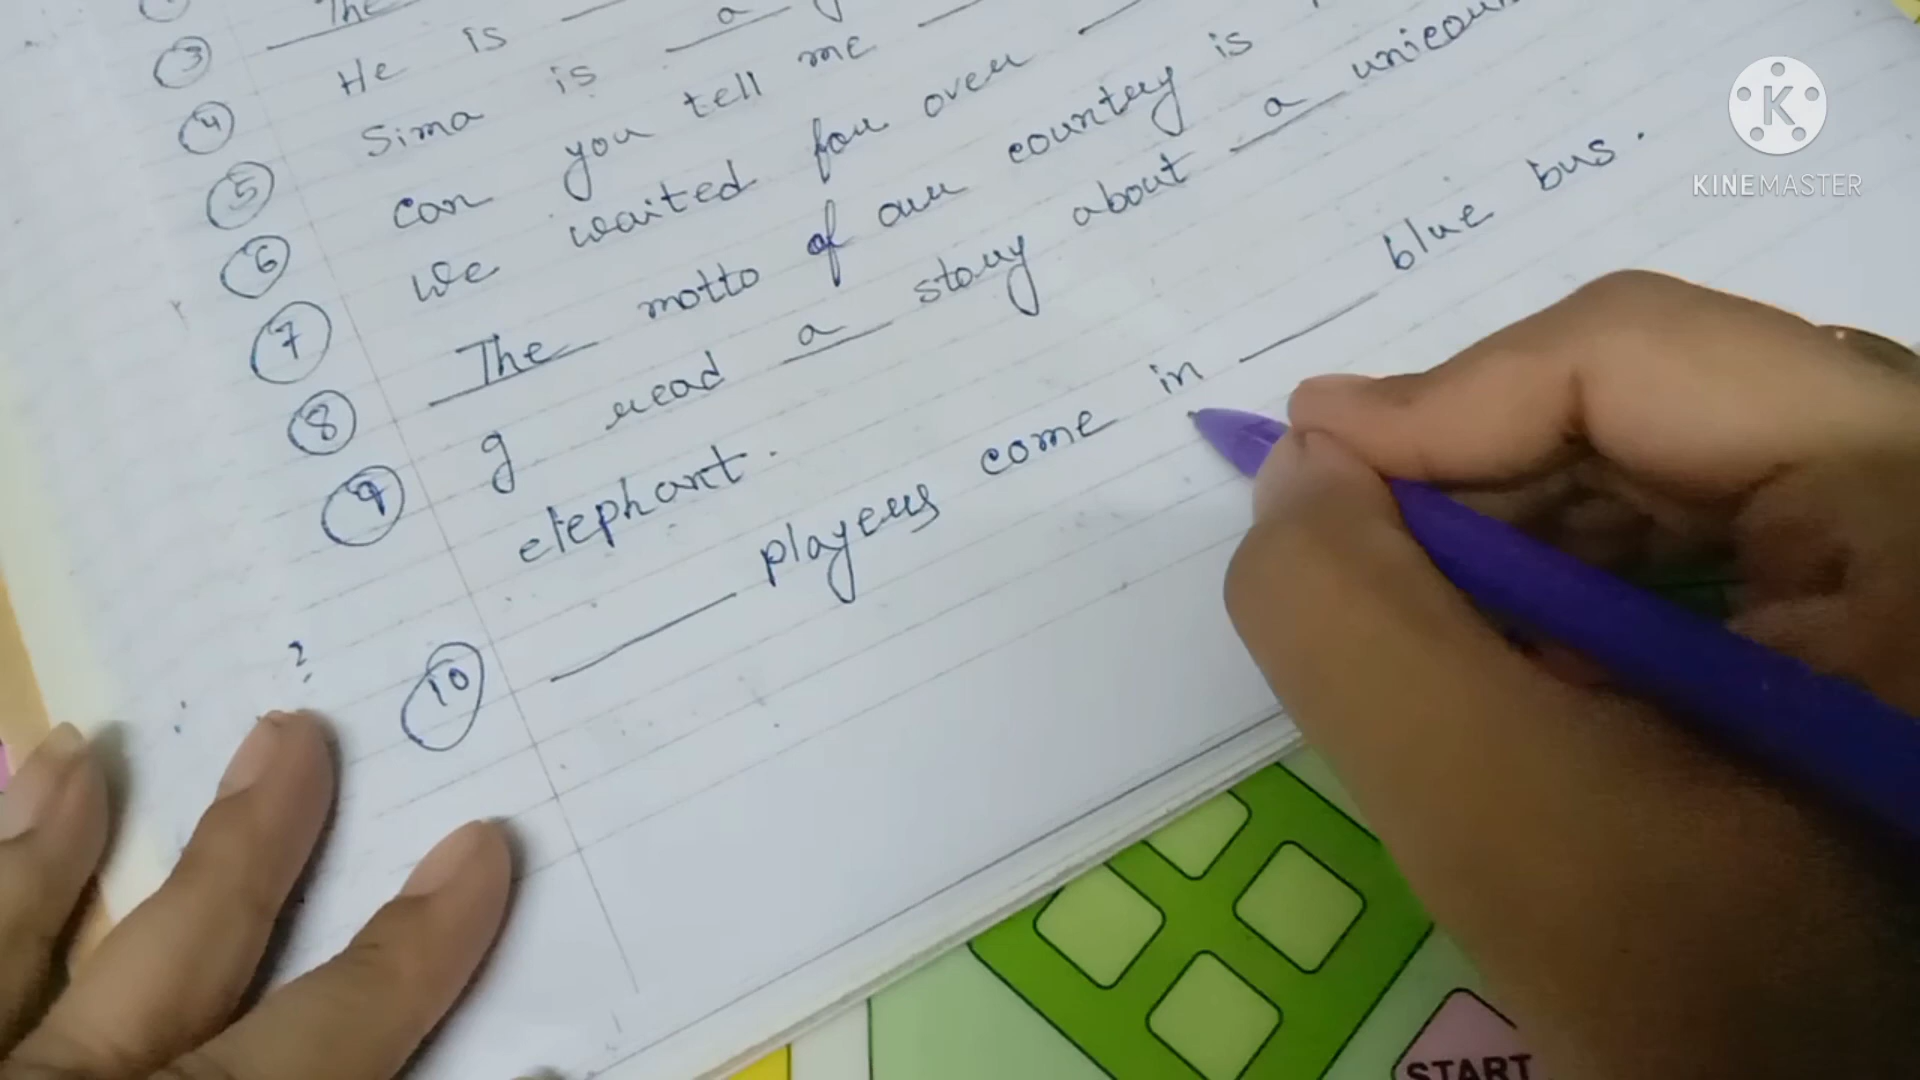 The
③
He is a
④ Sima is
⑤ can you tell me
⑥ we waited for over
⑦ The motto of our country is
⑧ I read a story about a unicorn
⑨ elephant.
⑩ players come in blue bus.
?
KINEMASTER
START